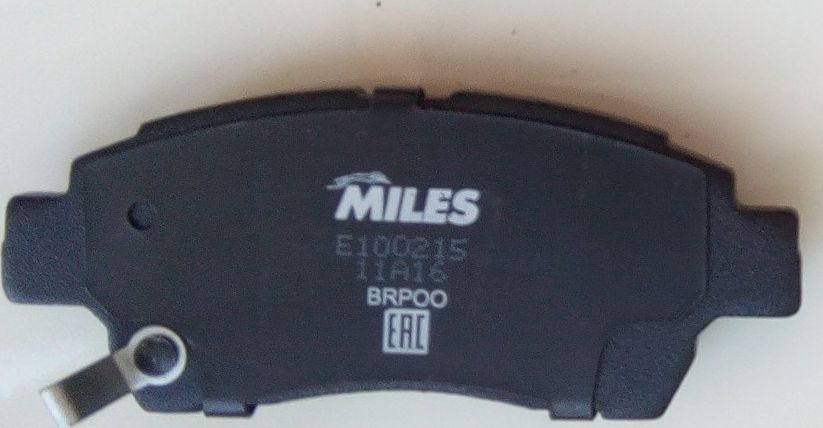 MILES
E100215
11A16
BRPOO
EAC